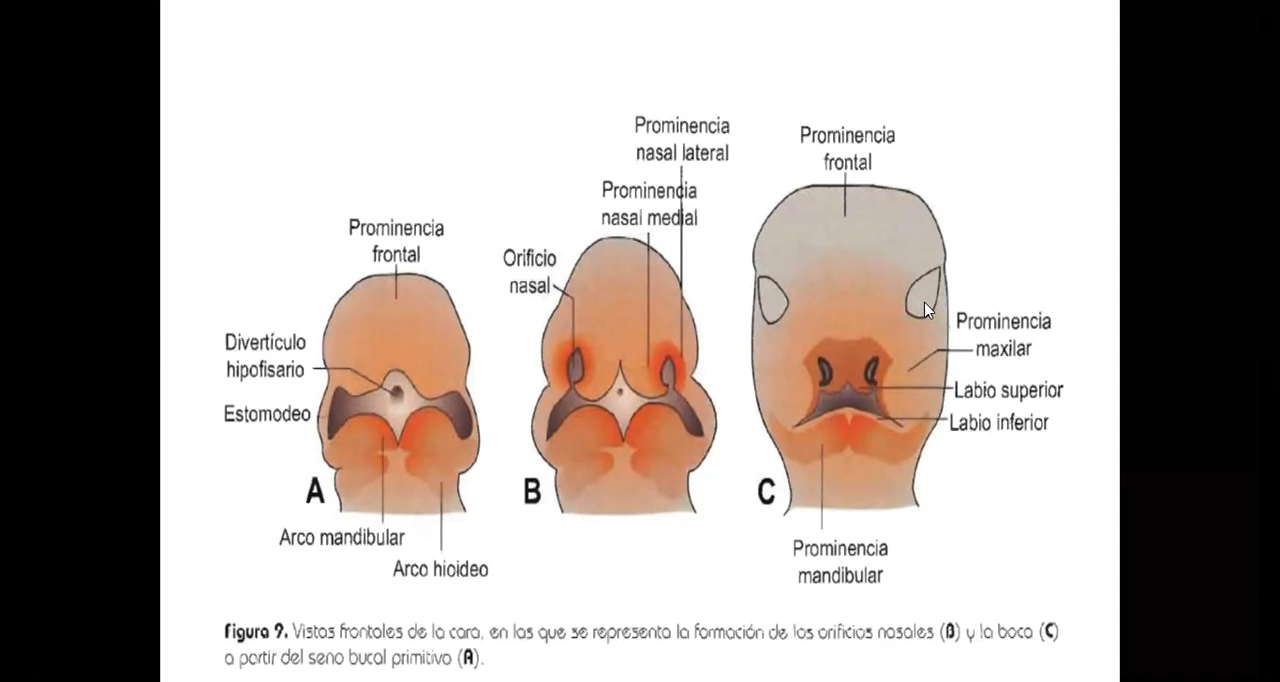 Prominencia
nasal lateral
Prominencia
frontal
Prominencia
nasal medial
Prominencia
frontal
Orificio
nasal
Divertículo
hipofisario
Estomodeo
Prominencia
maxilar
Labio superior
Labio inferior
A
B
C
Arco mandibular
Arco hioideo
Prominencia
mandibular
Figura 9. Vistas frontales de la cara, en las que se representa la formación de los orificios nasales (B) y la boca (C)
a partir del seno bucal primitivo (A).